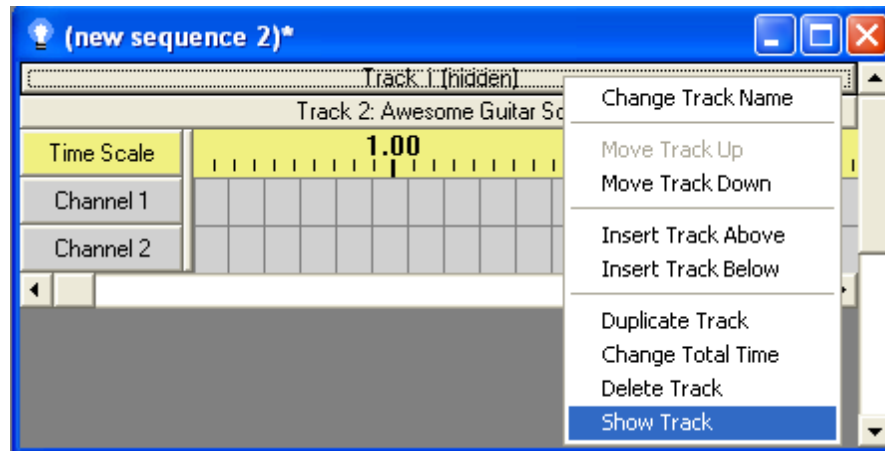 (new sequence 2)*
Track 1 (hidden)
Track 2: Awesome Guitar
Time Scale
1.00
Channel 1
Channel 2
Change Track Name
Move Track Up
Move Track Down
Insert Track Above
Insert Track Below
Duplicate Track
Change Total Time
Delete Track
Show Track